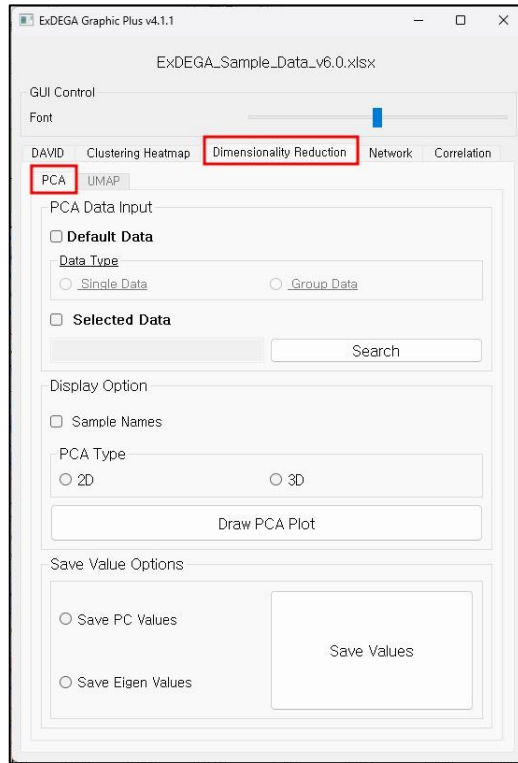 ExDEGA Graphic Plus v4.1.1
ExDEGA_Sample_Data_v6.0.xlsx
GUI Control
Font
DAVID Clustering Heatmap Dimensionality Reduction Network Correlation
PCA UMAP
PCA Data Input
Default Data
Data Type
Single Data Group Data
Selected Data
Search
Display Option
Sample Names
PCA Type
2D 3D
Draw PCA Plot
Save Value Options
Save PC Values
Save Values
Save Eigen Values